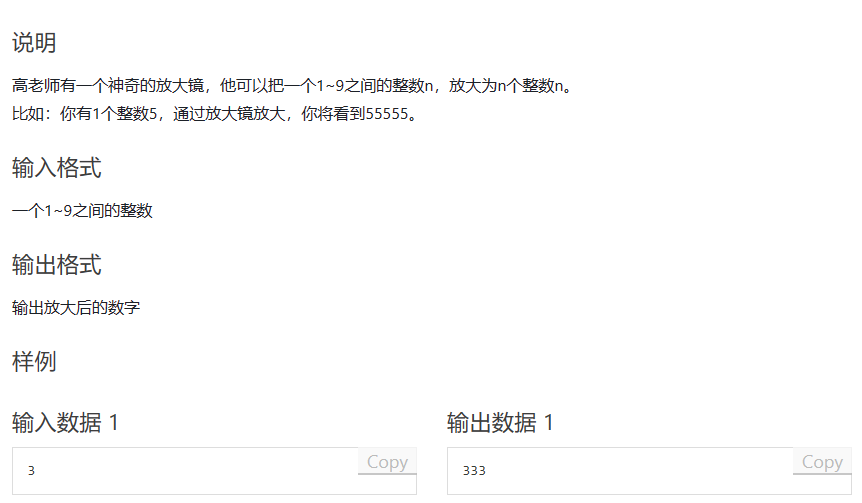 说明
高老师有一个神奇的放大镜，他可以把一个1~9之间的整数n，放大为n个整数n。
比如：你有1个整数5，通过放大镜放大，你将看到55555。
输入格式
一个1~9之间的整数
输出格式
输出放大后的数字
样例
输入数据 1
Copy
3
输出数据 1
Copy
333